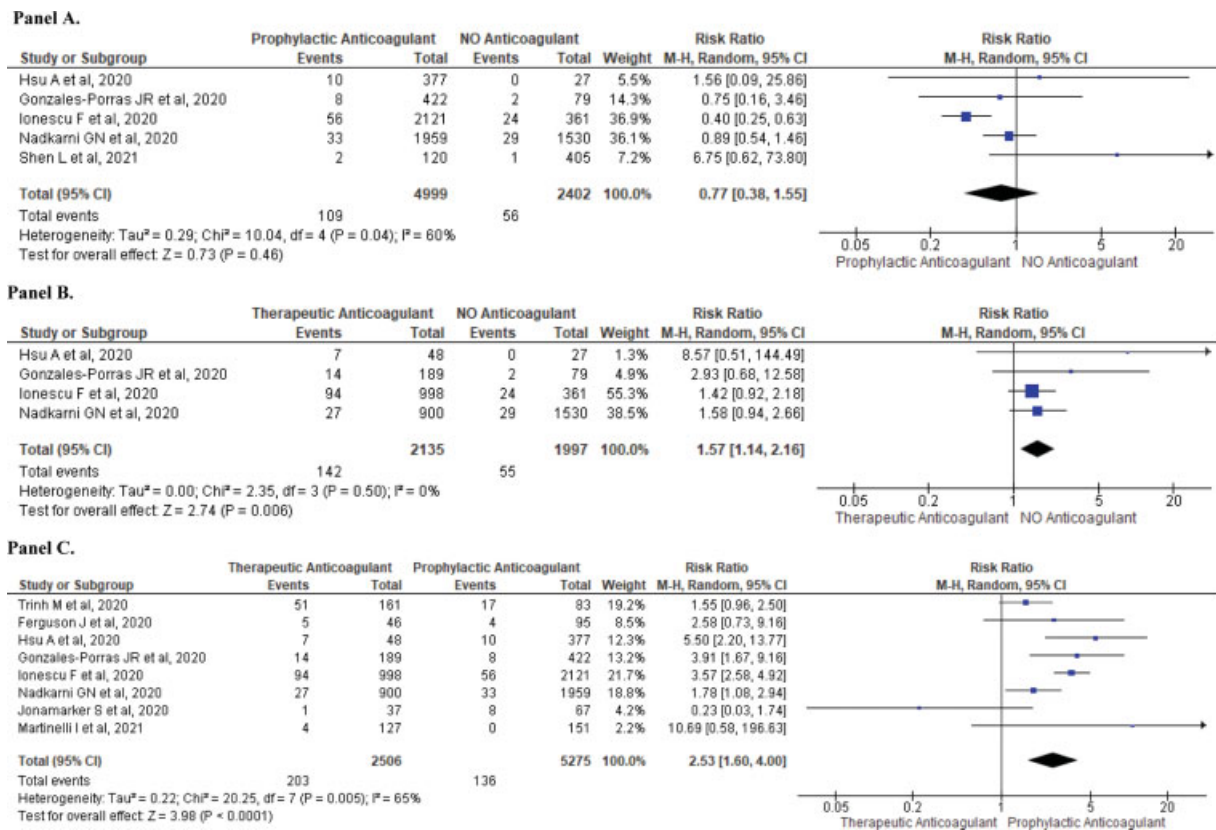 Panel A.
Prophylactic Anticoagulant NO Anticoagulant Risk Ratio Risk Ratio
Study or Subgroup Events Total Events Total Weight M-H, Random, 95% CI M-H, Random, 95% CI
Hsu A et al, 2020 10 377 0 27 5.5% 1.56 [0.09, 25.86]
Gonzales-Porras JR et al, 2020 8 422 2 79 14.3% 0.75 [0.16, 3.46]
Ionescu F et al, 2020 56 2121 24 361 36.9% 0.40 [0.25, 0.63]
Nadkarni GN et al, 2020 33 1959 29 1530 36.1% 0.89 [0.54, 1.46]
Shen L et al, 2021 2 120 1 405 7.2% 6.75 [0.62, 73.80]
Total (95% CI) 4999 2402 100.0% 0.77 [0.38, 1.55]
Total events 109 56
Heterogeneity: Tau² = 0.29; Chi² = 10.04, df = 4 (P = 0.04); I² = 60%
Test for overall effect: Z = 0.73 (P = 0.46)
0.05 0.2 1 5 20
Prophylactic Anticoagulant NO Anticoagulant
Panel B.
Therapeutic Anticoagulant NO Anticoagulant Risk Ratio Risk Ratio
Study or Subgroup Events Total Events Total Weight M-H, Random, 95% CI M-H, Random, 95% CI
Hsu A et al, 2020 7 48 0 27 1.3% 8.57 [0.51, 144.49]
Gonzales-Porras JR et al, 2020 14 189 2 79 4.9% 2.93 [0.68, 12.58]
Ionescu F et al, 2020 94 998 24 361 55.3% 1.42 [0.92, 2.18]
Nadkarni GN et al, 2020 27 900 29 1530 38.5% 1.58 [0.94, 2.66]
Total (95% CI) 2135 1997 100.0% 1.57 [1.14, 2.16]
Total events 142 55
Heterogeneity: Tau² = 0.00; Chi² = 2.35, df = 3 (P = 0.50); I² = 0%
Test for overall effect: Z = 2.74 (P = 0.006)
0.05 0.2 1 5 20
Therapeutic Anticoagulant NO Anticoagulant
Panel C.
Therapeutic Anticoagulant Prophylactic Anticoagulant Risk Ratio Risk Ratio
Study or Subgroup Events Total Events Total Weight M-H, Random, 95% CI M-H, Random, 95% CI
Trinh M et al, 2020 51 161 17 83 19.2% 1.55 [0.96, 2.50]
Ferguson J et al, 2020 5 46 4 95 8.5% 2.58 [0.73, 9.16]
Hsu A et al, 2020 7 48 10 377 12.3% 5.50 [2.20, 13.77]
Gonzales-Porras JR et al, 2020 14 189 8 422 13.2% 3.91 [1.67, 9.16]
Ionescu F et al, 2020 94 998 56 2121 21.7% 3.57 [2.58, 4.92]
Nadkarni GN et al, 2020 27 900 33 1959 18.8% 1.78 [1.08, 2.94]
Jonamarker S et al, 2020 1 37 8 67 4.2% 0.23 [0.03, 1.74]
Martinelli I et al, 2021 4 127 0 151 2.2% 10.69 [0.58, 196.63]
Total (95% CI) 2506 5275 100.0% 2.53 [1.60, 4.00]
Total events 203 136
Heterogeneity: Tau² = 0.22; Chi² = 20.25, df = 7 (P = 0.005); I² = 65%
Test for overall effect: Z = 3.98 (P < 0.0001)
0.05 0.2 1 5 20
Therapeutic Anticoagulant Prophylactic Anticoagulant